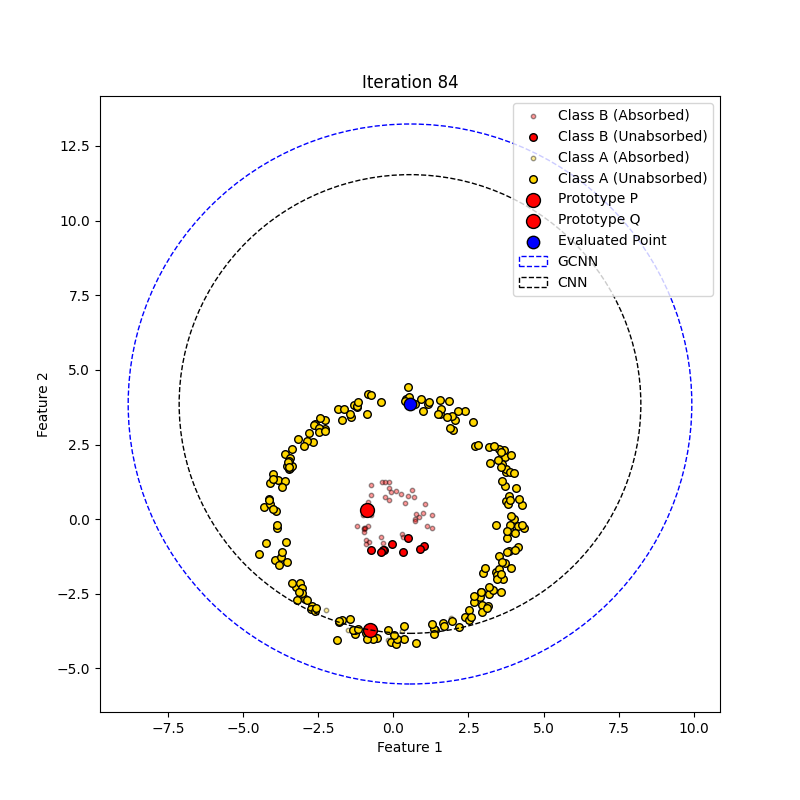 Iteration 84
Class B (Absorbed)
Class B (Unabsorbed)
Class A (Absorbed)
Class A (Unabsorbed)
Prototype P
Prototype Q
Evaluated Point
GCNN
CNN
12.5
10.0
7.5
5.0
2.5
0.0
−2.5
−5.0
Feature 2
−7.5 −5.0 −2.5 0.0 2.5 5.0 7.5 10.0
Feature 1